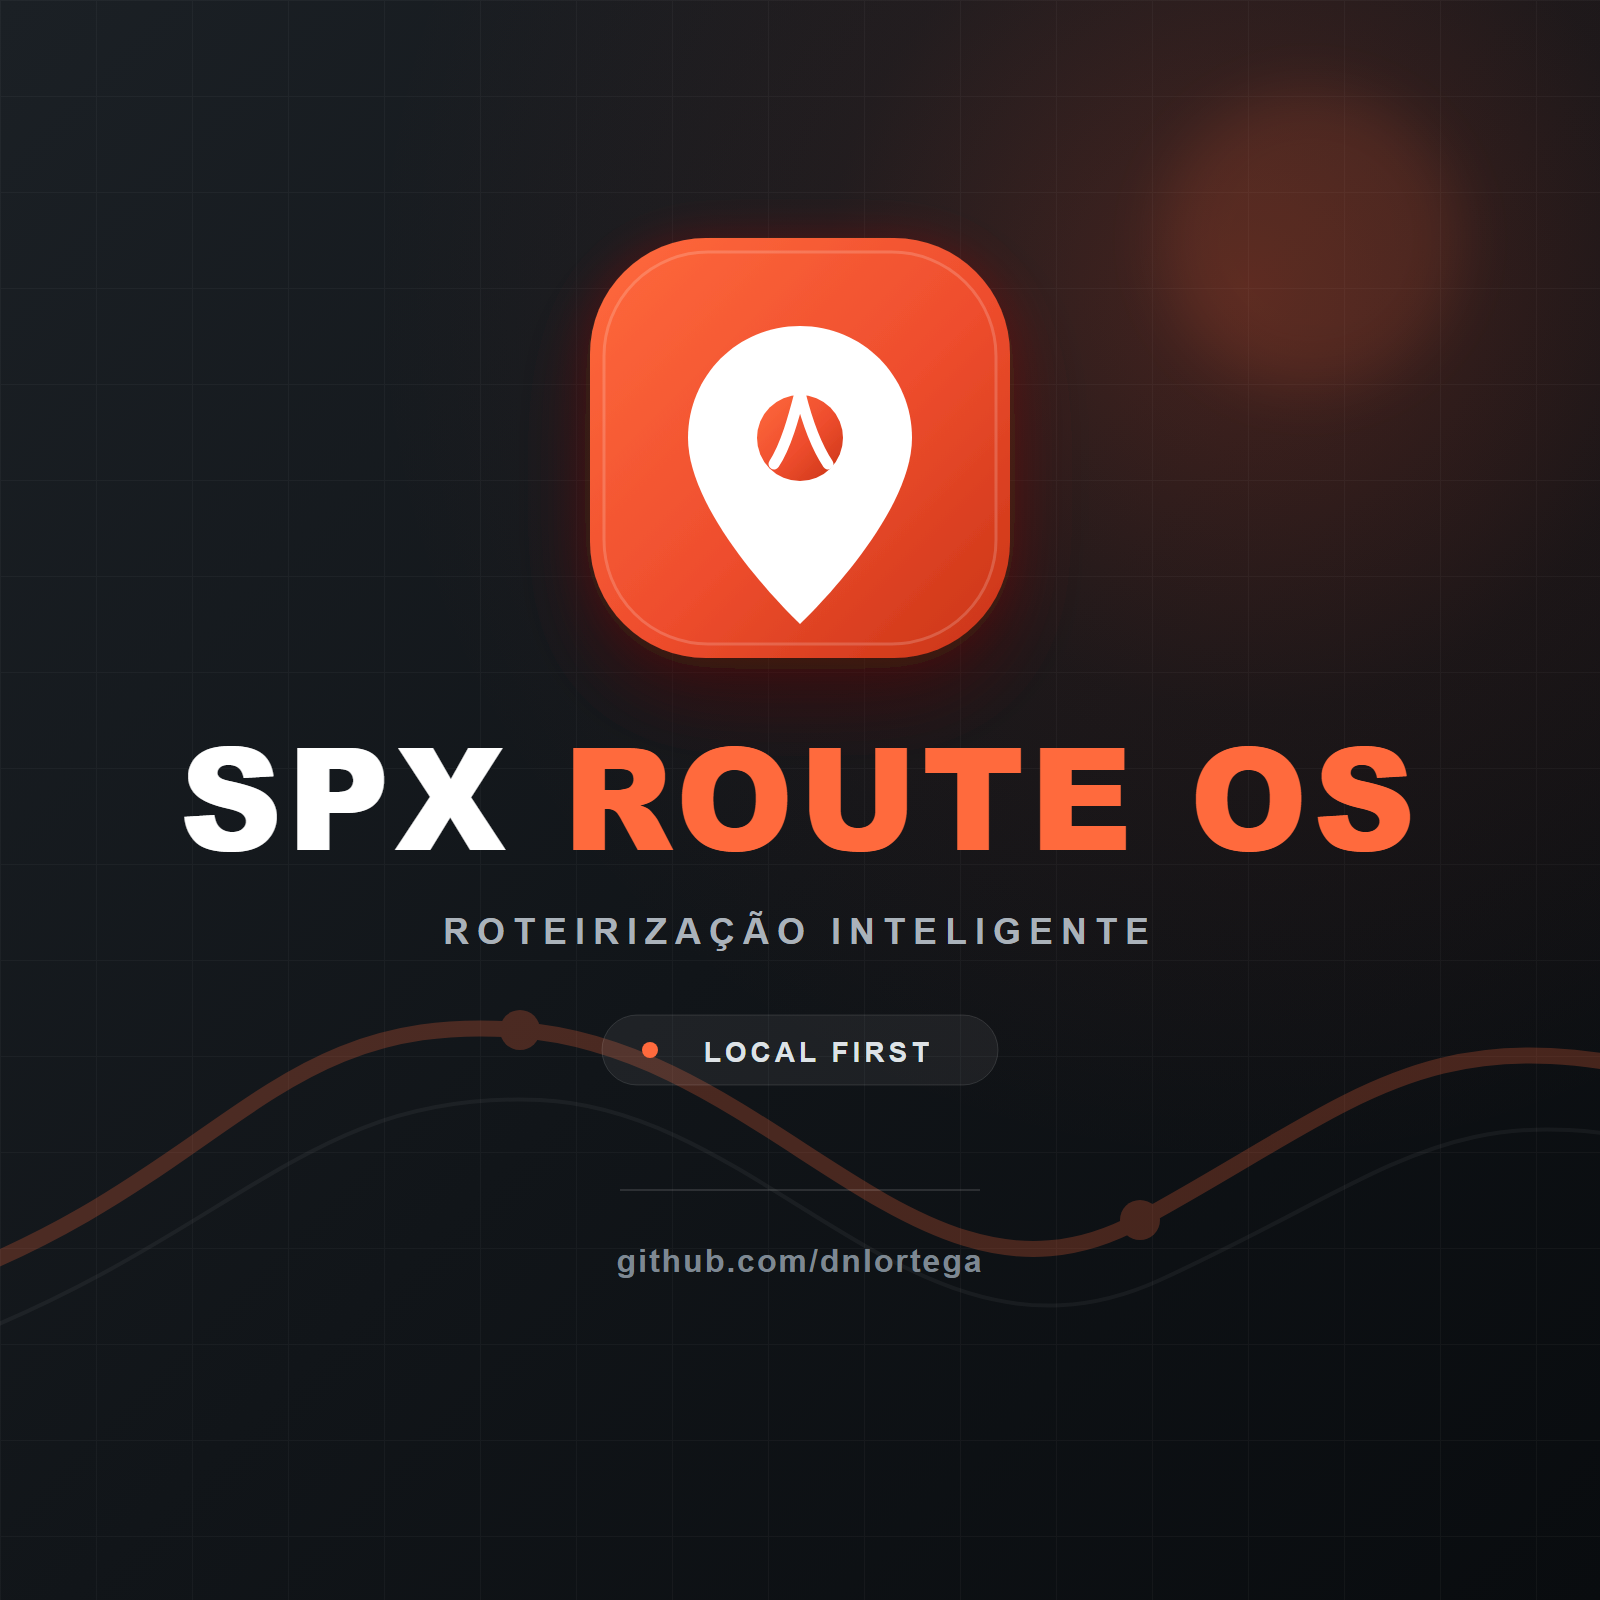 SPX ROUTE OS
ROTEIRIZAÇÃO INTELIGENTE
LOCAL FIRST
github.com/dnlortega